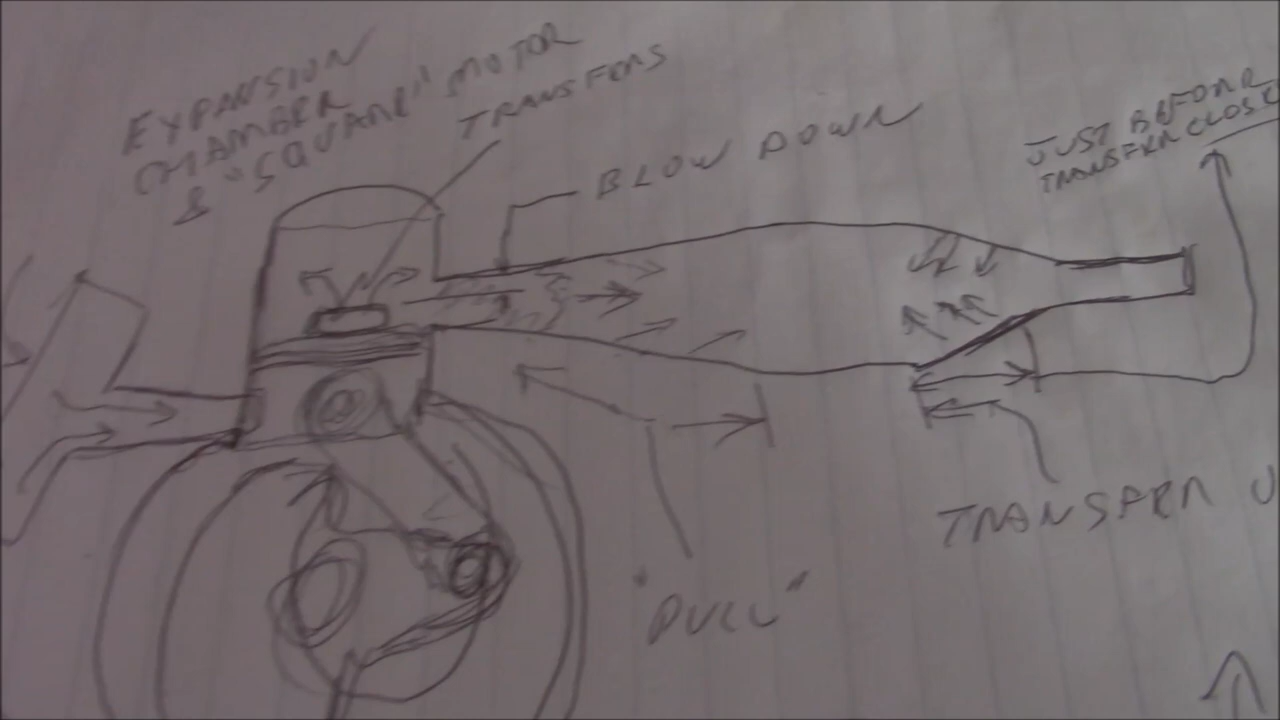 EXPANSION
CHAMBER
& "SQUARE" MOTOR
TRANSFERS
BLOW DOWN
JUST BEFORE
TRANSFER CLOSE
TRANSFER U
"PULL"